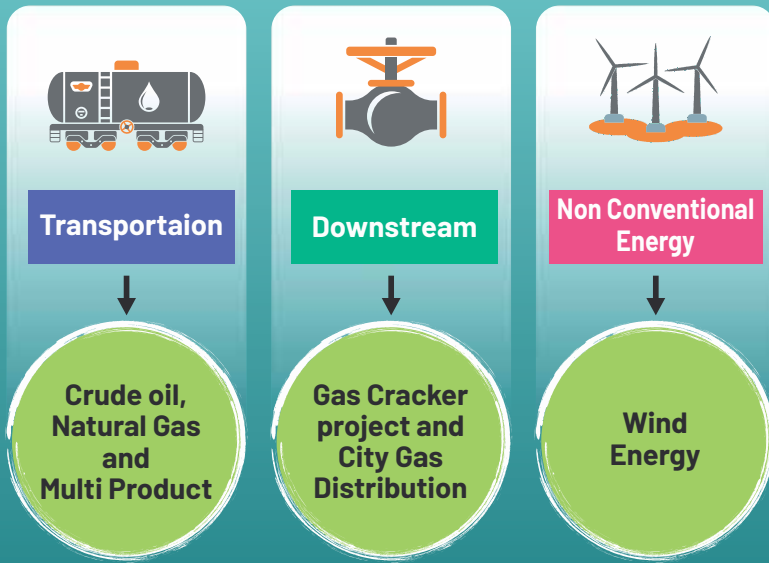 Transportaion
Crude oil,
Natural Gas
and
Multi Product
Downstream
Gas Cracker
project and
City Gas
Distribution
Non Conventional
Energy
Wind
Energy